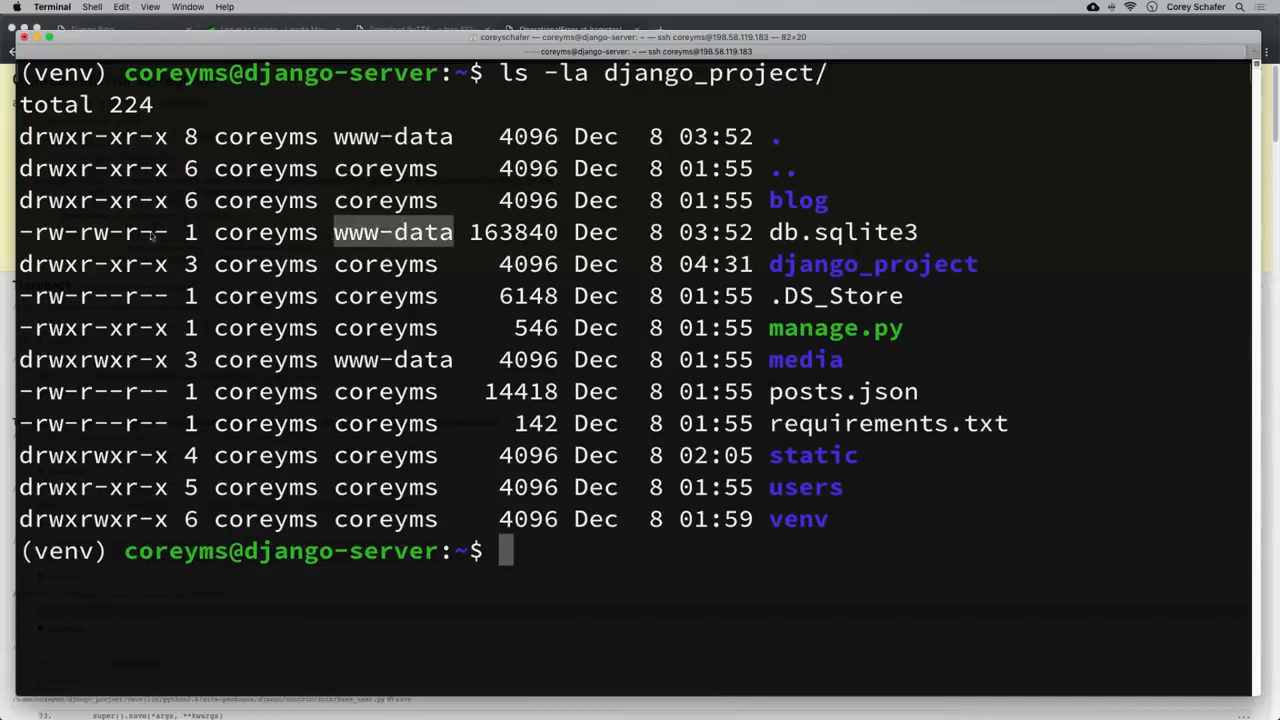 Terminal Shell Edit View Window Help Corey Schafer
coreyschafer — coreyms@django-server: ~ — ssh coreyms@198.58.119.183 — 82×20
coreyms@django-server: ~ — ssh coreyms@198.58.119.183
(venv) coreyms@django-server:~$ ls -la django_project/
total 224
drwxr-xr-x 8 coreyms www-data 4096 Dec 8 03:52 .
drwxr-xr-x 6 coreyms coreyms 4096 Dec 8 01:55 ..
drwxr-xr-x 6 coreyms coreyms 4096 Dec 8 01:55 blog
-rw-rw-r-- 1 coreyms www-data 163840 Dec 8 03:52 db.sqlite3
drwxr-xr-x 3 coreyms coreyms 4096 Dec 8 04:31 django_project
-rw-r--r-- 1 coreyms coreyms 6148 Dec 8 01:55 .DS_Store
-rwxr-xr-x 1 coreyms coreyms 546 Dec 8 01:55 manage.py
drwxrwxr-x 3 coreyms www-data 4096 Dec 8 01:55 media
-rw-r--r-- 1 coreyms coreyms 14418 Dec 8 01:55 posts.json
-rw-r--r-- 1 coreyms coreyms 142 Dec 8 01:55 requirements.txt
drwxrwxr-x 4 coreyms coreyms 4096 Dec 8 02:05 static
drwxr-xr-x 5 coreyms coreyms 4096 Dec 8 01:55 users
drwxrwxr-x 6 coreyms coreyms 4096 Dec 8 01:59 venv
(venv) coreyms@django-server:~$
73. super().save(*args, **kwargs)